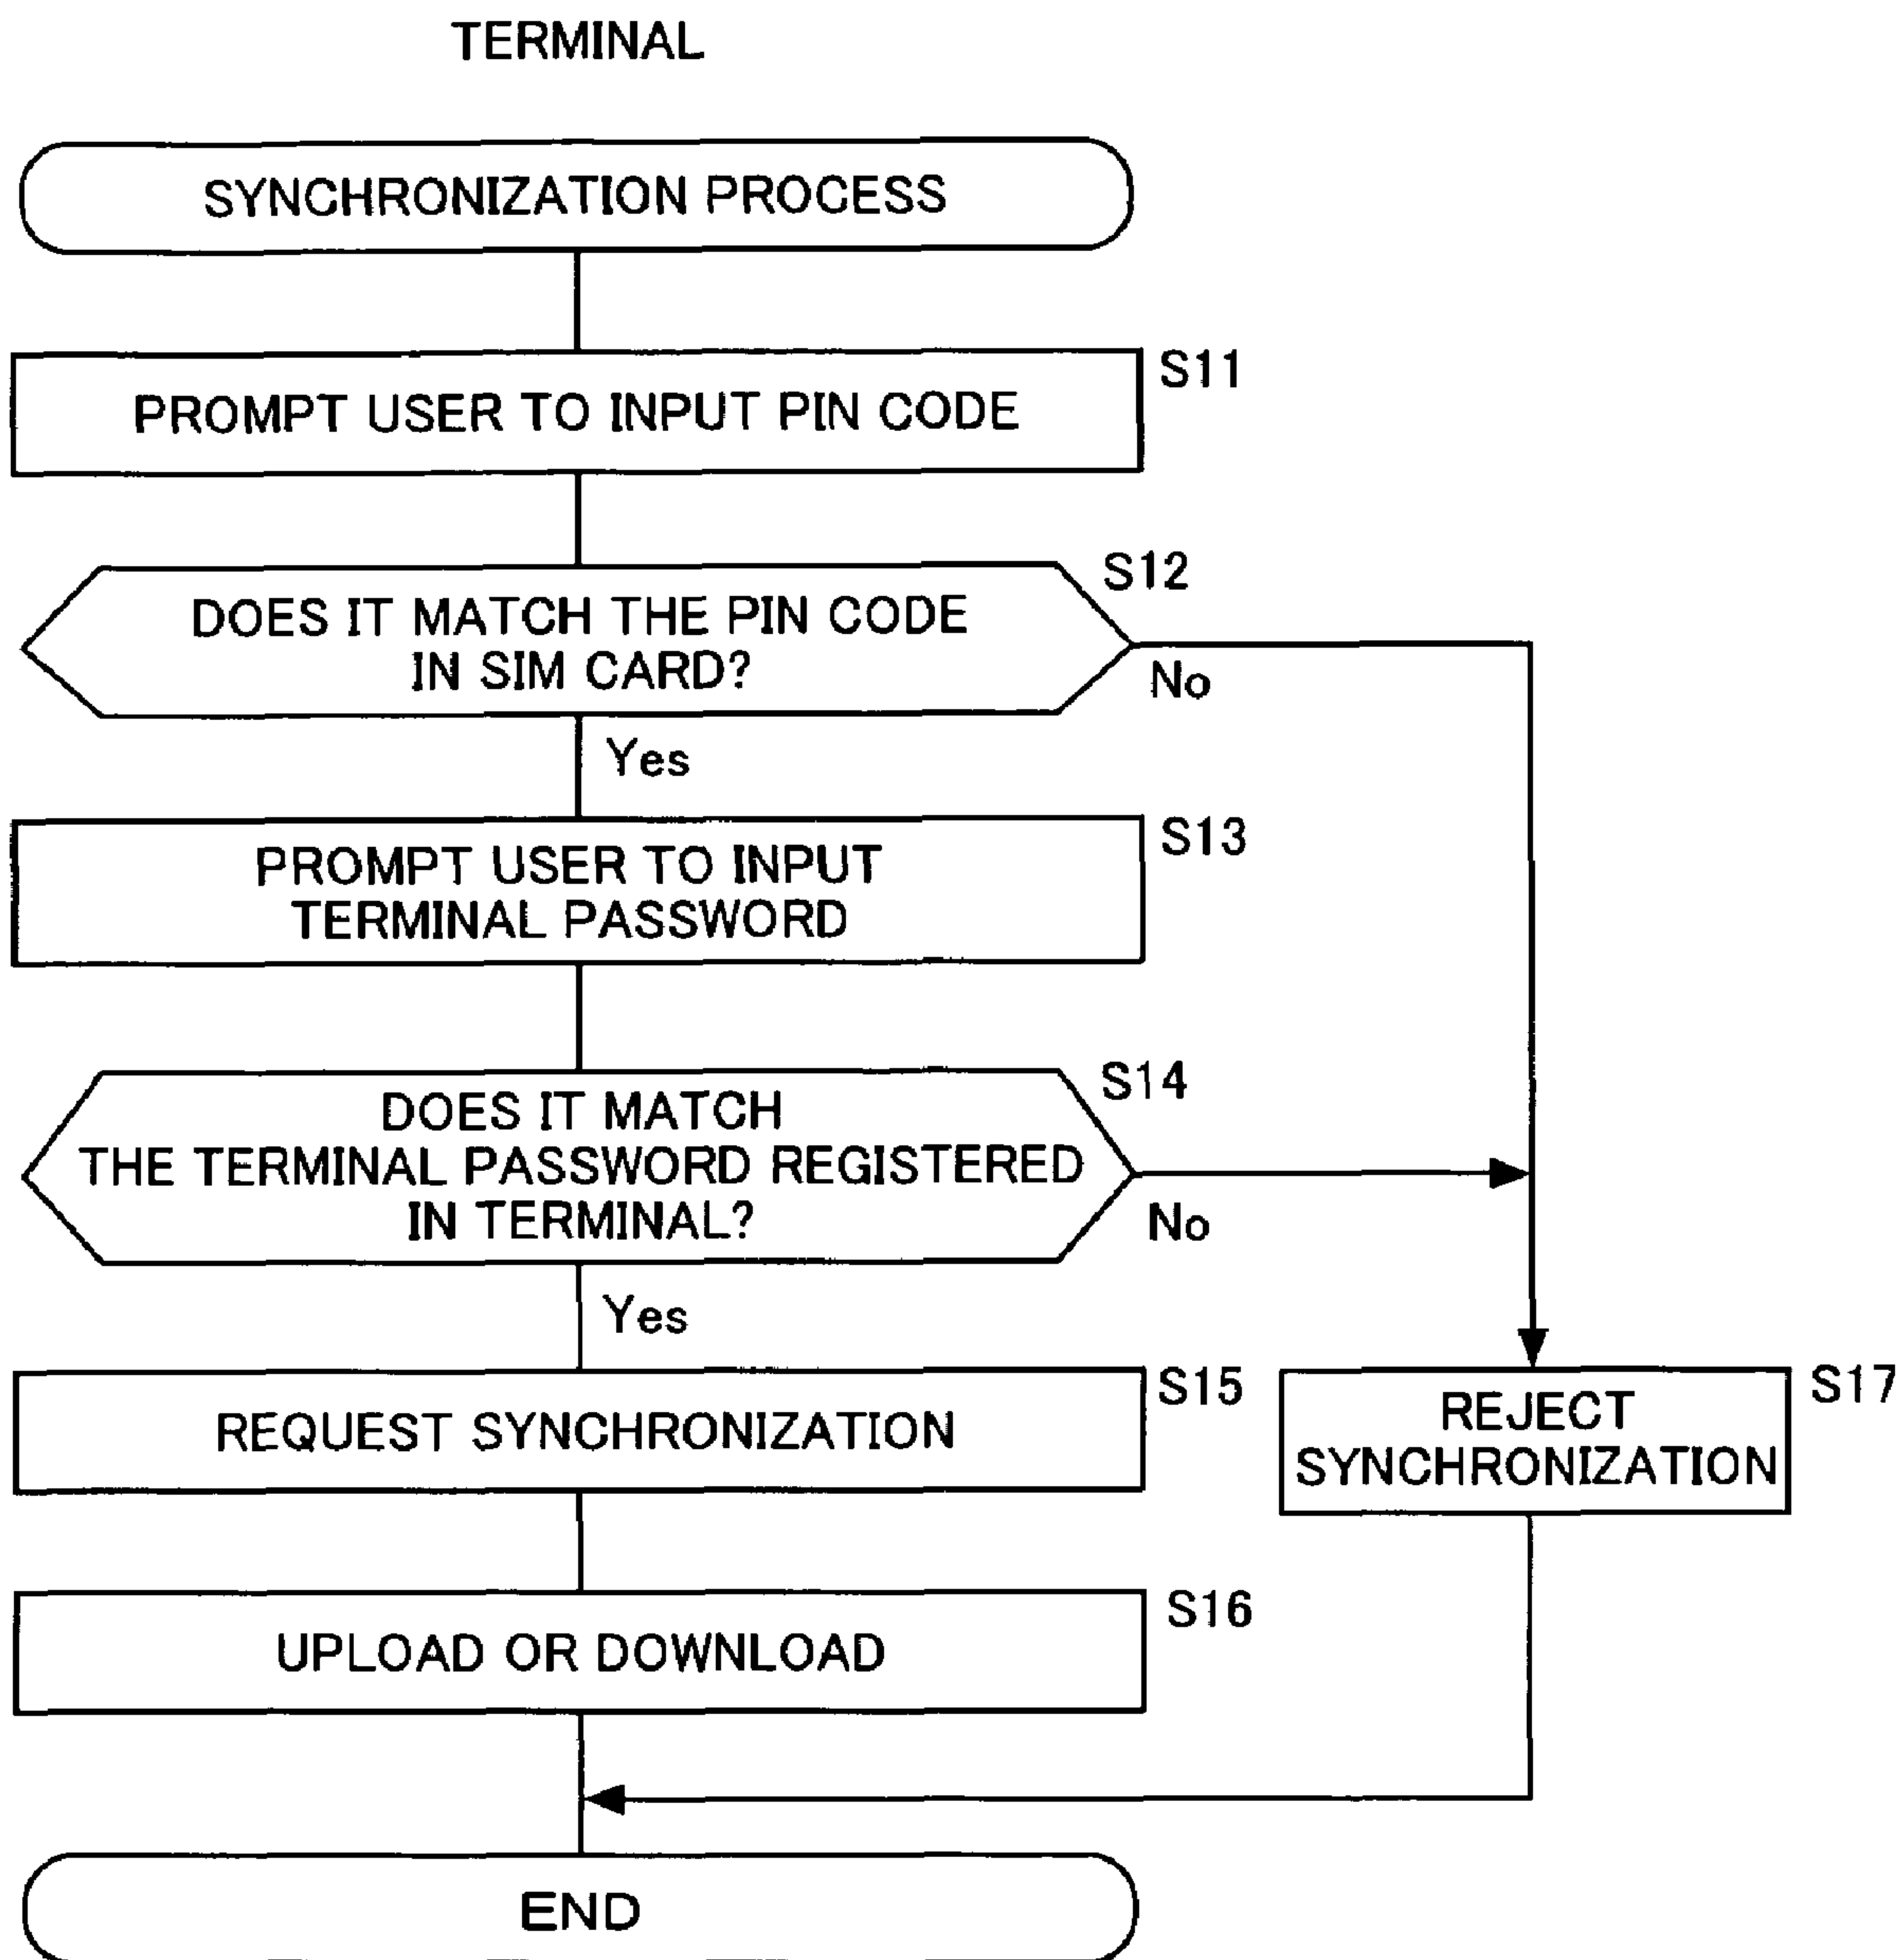 TERMINAL
SYNCHRONIZATION PROCESS
S11
PROMPT USER TO INPUT PIN CODE
S12
DOES IT MATCH THE PIN CODE
IN SIM CARD?
No
Yes
S13
PROMPT USER TO INPUT
TERMINAL PASSWORD
S14
DOES IT MATCH
THE TERMINAL PASSWORD REGISTERED
IN TERMINAL?
No
Yes
S15
REQUEST SYNCHRONIZATION
S17
REJECT
SYNCHRONIZATION
S16
UPLOAD OR DOWNLOAD
END